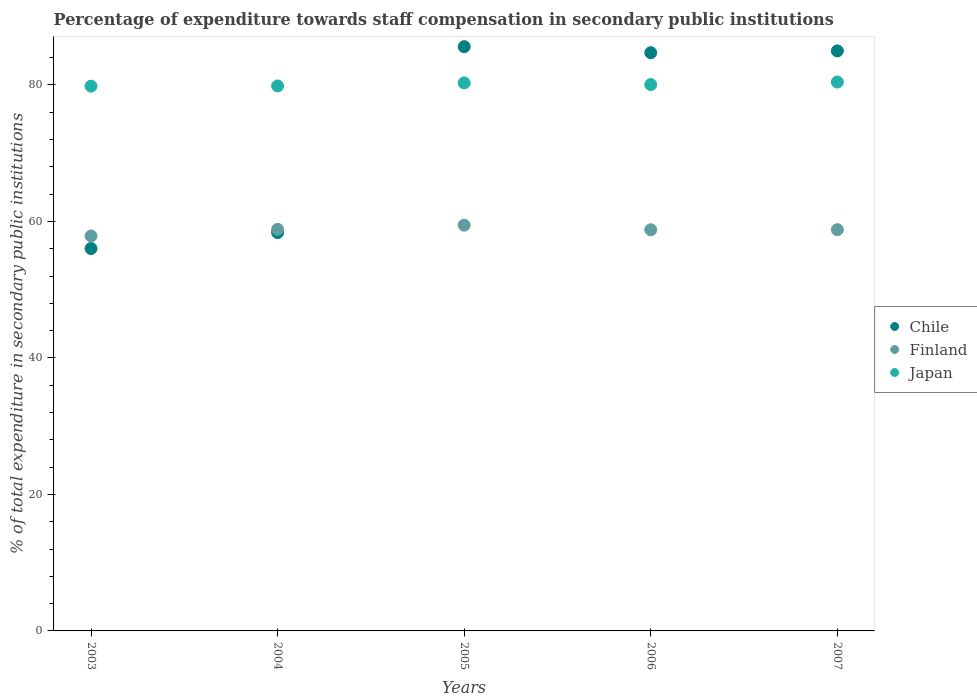 Percentage of expenditure towards staff compensation in secondary public institutions
% of total expenditure in secondary public institutions
80
60
40
20
0
2003
2004
2005
2006
2007
Years
Chile
Finland
Japan